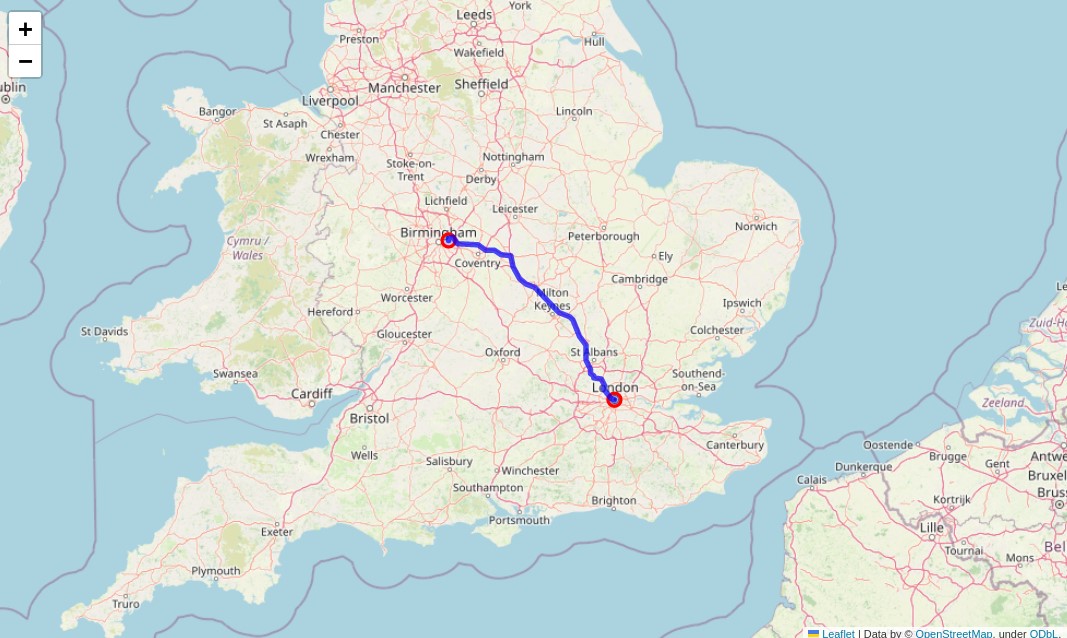 +
−
York
Leeds
Preston
Hull
Wakefield
Manchester
Sheffield
ublin
Liverpool
Bangor
St Asaph
Lincoln
Chester
Wrexham
Stoke-on-
Trent
Nottingham
Derby
Lichfield
Leicester
Norwich
Birmingham
Peterborough
Cymru /
Wales
Coventry
Ely
Cambridge
Milton
Keynes
Worcester
Ipswich
Hereford
St Davids
Gloucester
Colchester
Oxford
St Albans
Swansea
Southend-
on-Sea
Cardiff
London
Bristol
Zuid-Ho
Zeeland
Canterbury
Oostende
Wells
Salisbury
Winchester
Brugge
Gent
Antwe
Dunkerque
Calais
Bruxel
Southampton
Brus
Brighton
Kortrijk
Portsmouth
Exeter
Lille
Tournai
Bel
Mons
Plymouth
Truro
Leaflet | Data by © OpenStreetMap, under ODbL.